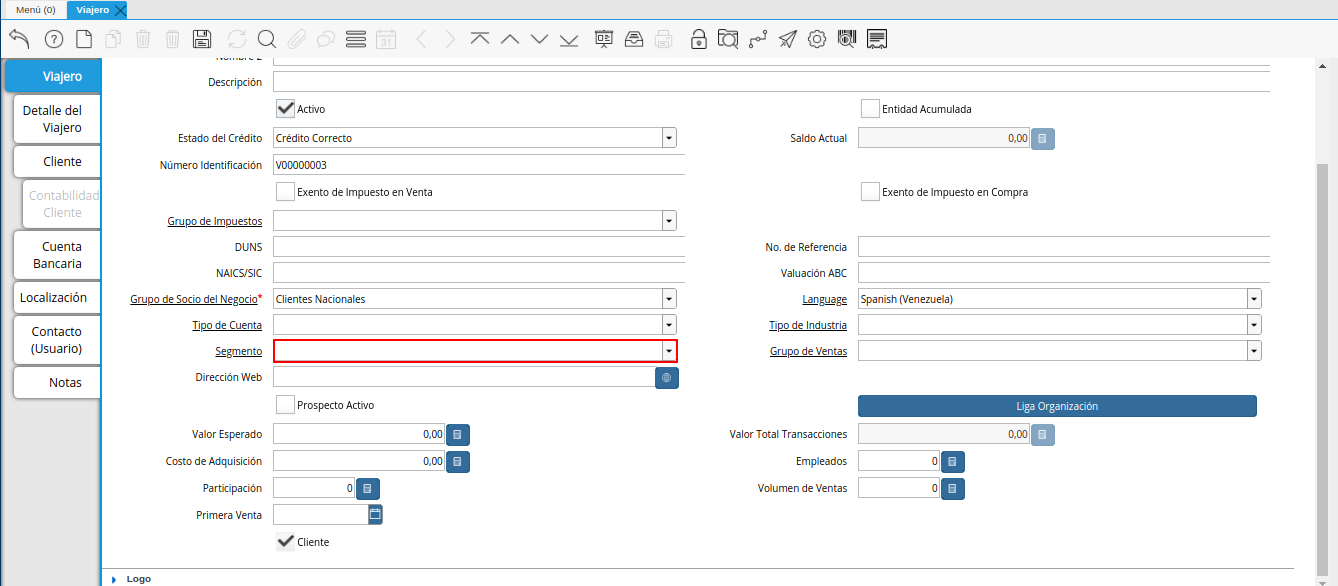 Menú (0)
Viajero
31
Viajero
Detalle del
Viajero
Cliente
Contabilidad
Cliente
Cuenta
Bancaria
Localización
Contacto
(Usuario)
Notas
Nombre 2
Descripción
Activo
Entidad Acumulada
Estado del Crédito Crédito Correcto
Saldo Actual 0,00
Número Identificación V00000003
Exento de Impuesto en Venta
Exento de Impuesto en Compra
Grupo de Impuestos
DUNS
No. de Referencia
NAICS/SIC
Valuación ABC
Grupo de Socio del Negocio* Clientes Nacionales
Language Spanish (Venezuela)
Tipo de Cuenta
Tipo de Industria
Segmento
Grupo de Ventas
Dirección Web
Prospecto Activo
Liga Organización
Valor Esperado 0,00
Valor Total Transacciones 0,00
Costo de Adquisición 0,00
Empleados 0
Participación 0
Volumen de Ventas 0
Primera Venta
Cliente
Logo